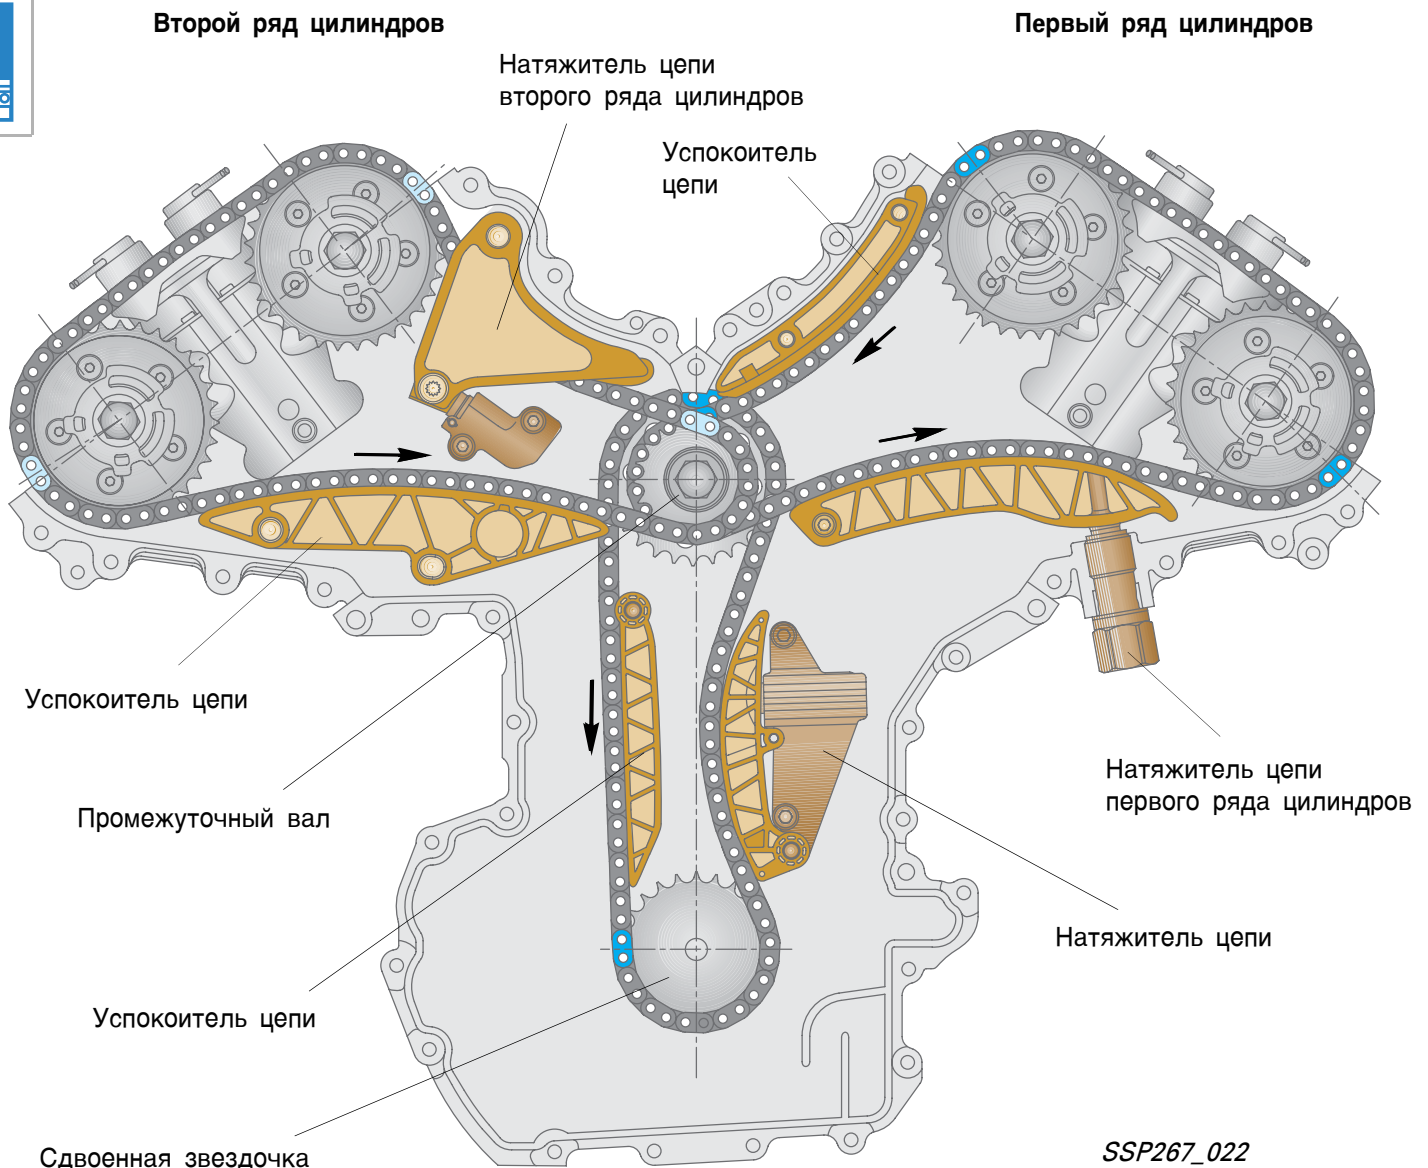 Второй ряд цилиндров
Первый ряд цилиндров
Натяжитель цепи
второго ряда цилиндров
Успокоитель
цепи
Успокоитель цепи
Промежуточный вал
Натяжитель цепи
первого ряда цилиндров
Натяжитель цепи
Успокоитель цепи
Сдвоенная звездочка
SSP267_022